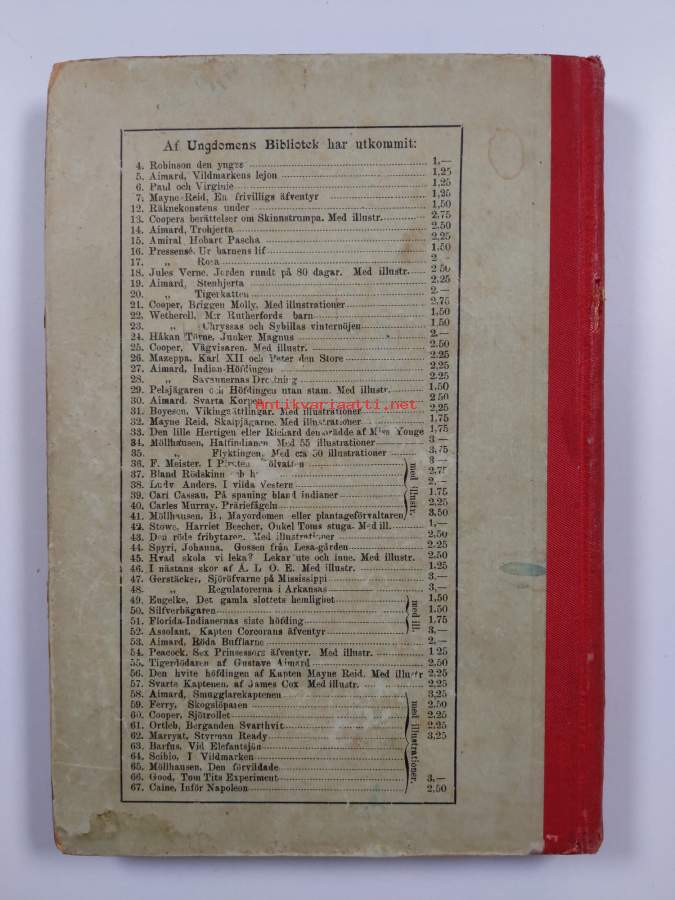 Af Ungdomens Bibliotek har utkommit:
4. Robinson den yngre 1,—
5. Aimard, Vildmarkens lejon 1,25
6. Paul och Virginie 1,25
7. Mayne-Reid, En frivilligs äfventyr 1,25
12. Räknekonstens under 1,50
13. Coopers berättelser om Skinnstrumpa. Med illustr. 2,75
14. Aimard, Trohjerta 2,50
15. Amiral Hobart Pascha 2,25
16. Pressensé. Ur barnens lif 1,50
17. „ Rosa 2
18. Jules Verne. Jorden rundt på 80 dagar. Med illustr. 2,50
19. Aimard, Stenhjerta 2,25
20. „ Tigerkatten 2,—
21. Cooper, Briggen Molly. Med illustrationer 2,75
22. Wetherell, M:r Rutherfords barn 1,50
23. „ Chryssas och Sybillas vinternöjen 1,50
24. Håkan Törne, Junker Magnus 2,—
25. Cooper, Vägvisaren. Med illustr. 2,50
26. Mazeppa. Karl XII och Peter den Store 2,25
27. Aimard, Indian-Höfdingen 2,25
28. „ Savannernas Drottning 2,25
29. Pelsjägaren och Höfdingen utan stam. Med illustr. 1,50
30. Aimard. Svarta Korpen 2,50
Antikvariaatti.net
31. Boyesen, Vikingaättlingar. Med illustrationer 2,25
32. Mayne Reid, Skalpjägarne. Med illustrationer 1,75
33. Den lille Hertigen eller Richard den orädde af Miss Yonge 1,75
34. Möllhausen, Halfindianen. Med 55 illustrationer 3—
35. „ Flyktingen. Med c:a 50 illustrationer 3,75
36. F. Meister, I 3—
37. Bland Rödskinn och 2,75
38. Ludv. Anders, I vilda Vestern 2,—
39. Carl Cassau, På spaning bland indianer 1,75
40. Carles Murray, Präriefågeln 2,25
41. Möllhausen, B., Mayordomen eller plantageförvaltaren 3,50
med illustr.
42. Stowe, Harriet Beecher, Onkel Toms stuga. Med ill. 1,—
43. Den röde fribytaren. Med illustrationer 2,50
44. Spyri, Johanna. Gossen från Lesa-gården 2,25
45. Hvad skola vi leka? Lekar ute och inne. Med illustr. 2,50
46. I nästans skor af A. L. O. E. Med illustr. 1,25
47. Gerstäcker, Sjöröfvarne på Mississippi 3,—
48. „ Regulatorerna i Arkansas 3,—
49. Engelke, Det gamla slottets hemlighet 1,50
50. Silfverbägaren 1,50
51. Florida-Indianernas siste höfding 1,75
52. Assolant, Kapten Corcorans äfventyr 3,—
med ill.
53. Aimard, Röda Bufflarne 2,—
54. Peacock. Sex Prinsessors äfventyr. Med illustr. 1,25
55. Tigerdödaren af Gustave Aimard 2,50
56. Den hvite höfdingen af Kapten Mayne Reid. Med illustr 2,25
57. Svarte Kaptenen, af James Cox. Med illustr. 2,25
58. Aimard, Smugglarekaptenen 3,25
59. Ferry, Skogslöparen 2,50
60. Cooper, Sjötrollet 2,25
61. Ortleb, Berganden Svarthvit 2,25
62. Marryat, Styrman Ready 3,25
63. Barfus, Vid Elefantsjön
64. Scibio, I Vildmarken
65. Möllhausen, Den förvildade
66. Good, Tom Tits Experiment 3,—
med illustrationer.
67. Caine, Inför Napoleon 2,50